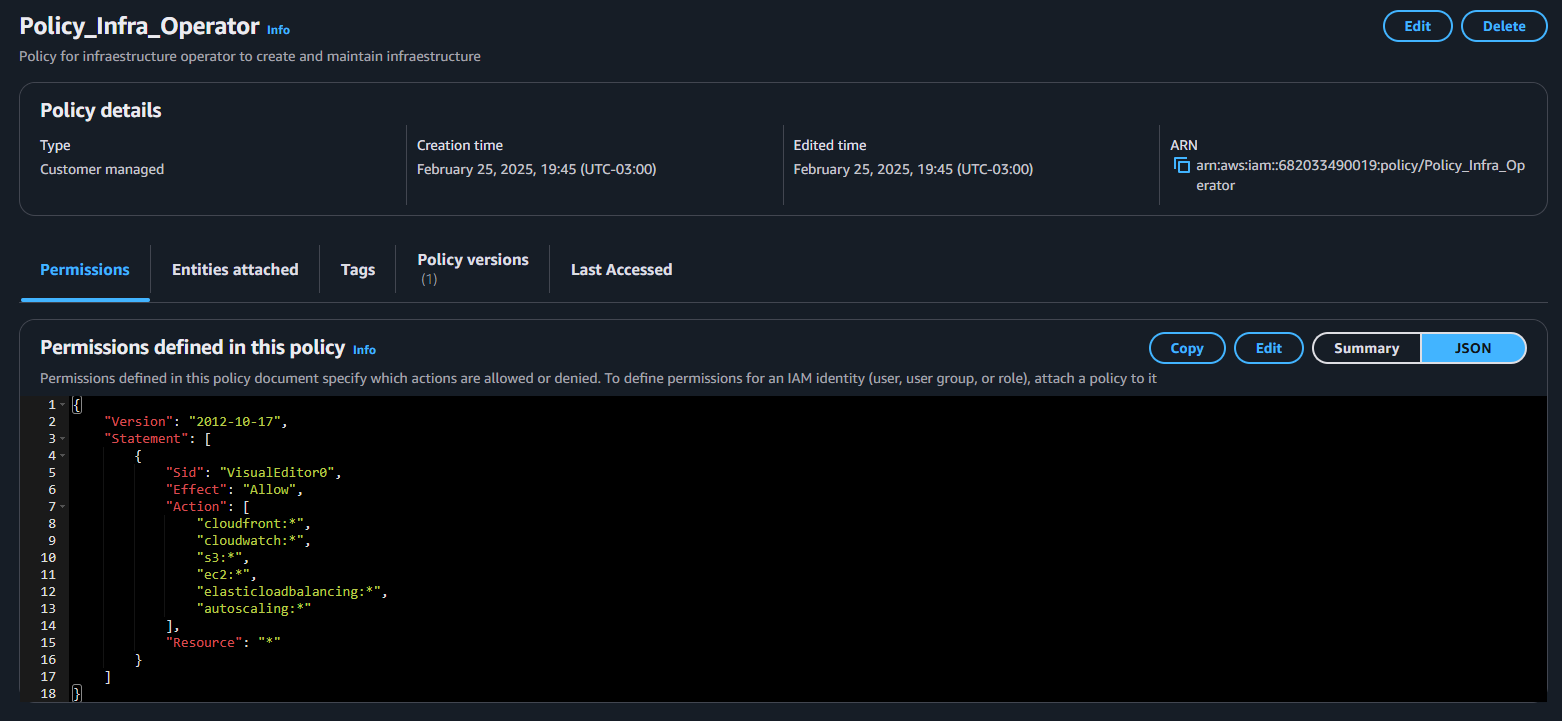 Policy_Infra_Operator Info
Edit
Delete
Policy for infraestructure operator to create and maintain infraestructure
Policy details
Type
Customer managed
Creation time
February 25, 2025, 19:45 (UTC-03:00)
Edited time
February 25, 2025, 19:45 (UTC-03:00)
ARN
arn:aws:iam::682033490019:policy/Policy_Infra_Op
erator
Permissions
Entities attached
Tags
Policy versions
(1)
Last Accessed
Permissions defined in this policy Info
Copy
Edit
Summary
JSON
Permissions defined in this policy document specify which actions are allowed or denied. To define permissions for an IAM identity (user, user group, or role), attach a policy to it
1 {
2 "Version": "2012-10-17",
3 "Statement": [
4 {
5 "Sid": "VisualEditor0",
6 "Effect": "Allow",
7 "Action": [
8 "cloudfront:*",
9 "cloudwatch:*",
10 "s3:*",
11 "ec2:*",
12 "elasticloadbalancing:*",
13 "autoscaling:*"
14 ],
15 "Resource": "*"
16 }
17 ]
18 }